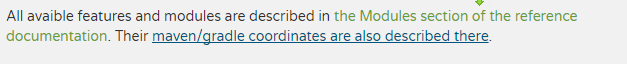 All avaible features and modules are described in the Modules section of the reference
documentation. Their maven/gradle coordinates are also described there.